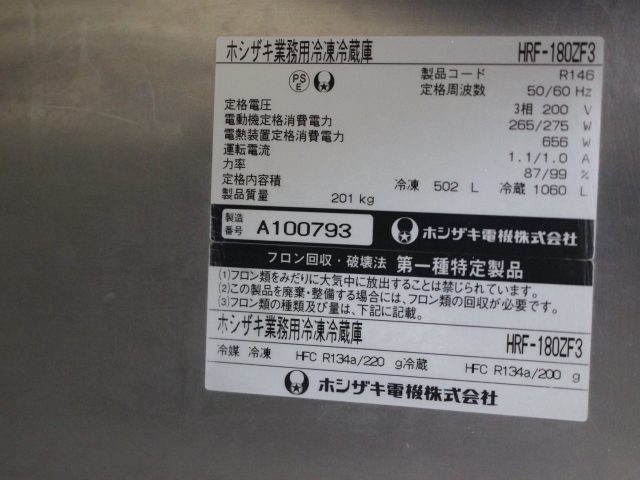 ホシザキ業務用冷凍冷蔵庫 HRF-180ZF3
PS E
製品コード R146
定格周波数 50/60 Hz
定格電圧 3相 200 V
電動機定格消費電力 265/275 W
電熱装置定格消費電力 656 W
運転電流 1.1/1.0 A
力率 87/99 %
定格内容積 冷凍 502 L 冷蔵 1060 L
製品質量 201 kg
製造番号 A100793 ホシザキ電機株式会社
フロン回収・破壊法 第一種特定製品
(1)フロン類をみだりに大気中に放出することは禁じられています。
(2)この製品を廃棄・整備する場合には、フロン類の回収が必要です。
(3)フロン類の種類及び量は、下記に記載。
ホシザキ業務用冷凍冷蔵庫 HRF-180ZF3
冷媒 冷凍 HFC R134a/220 g冷蔵 HFC R134a/200 g
ホシザキ電機株式会社